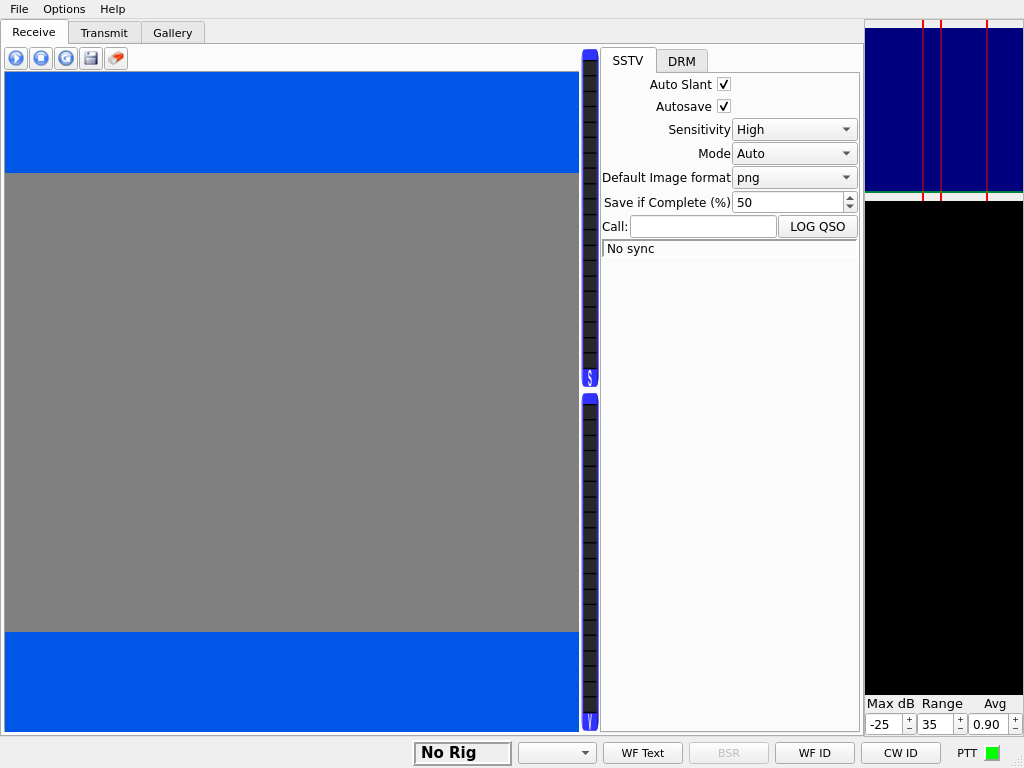 File Options Help
Receive Transmit Gallery
SSTV DRM
Auto Slant
Autosave
Sensitivity High
Mode Auto
Default Image format png
Save if Complete (%) 50
Call: LOG QSO
No sync
S
V
Max dB Range Avg
-25 35 0.90
No Rig WF Text BSR WF ID CW ID PTT